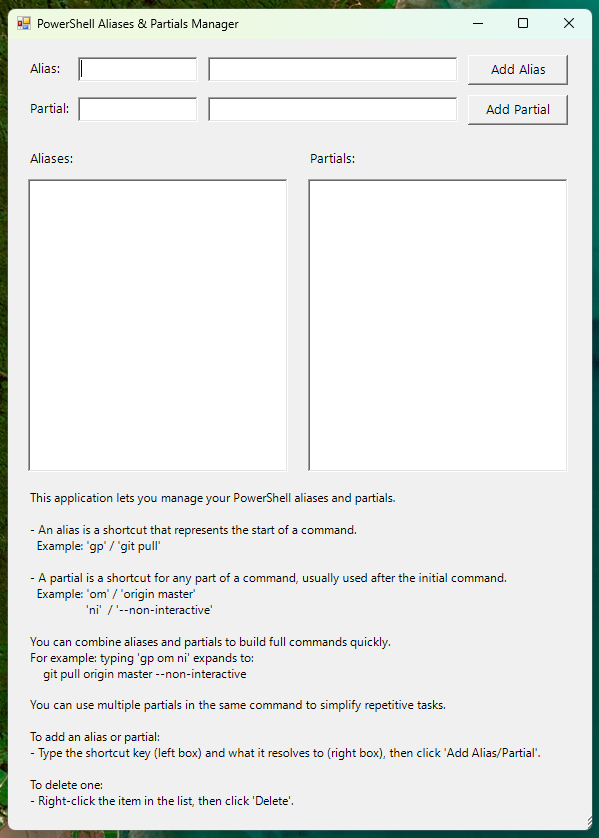 PowerShell Aliases & Partials Manager
Alias: Add Alias
Partial: Add Partial
Aliases: Partials:
This application lets you manage your PowerShell aliases and partials.
- An alias is a shortcut that represents the start of a command.
Example: 'gp' / 'git pull'
- A partial is a shortcut for any part of a command, usually used after the initial command.
Example: 'om' / 'origin master'
'ni' / '--non-interactive'
You can combine aliases and partials to build full commands quickly.
For example: typing 'gp om ni' expands to:
git pull origin master --non-interactive
You can use multiple partials in the same command to simplify repetitive tasks.
To add an alias or partial:
- Type the shortcut key (left box) and what it resolves to (right box), then click 'Add Alias/Partial'.
To delete one:
- Right-click the item in the list, then click 'Delete'.